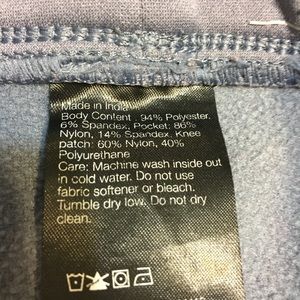 Made in India
Body Content : 94% Polyester,
6% Spandex, Pocket: 86%
Nylon, 14% Spandex, Knee
patch: 60% Nylon, 40%
Polyurethane
Care: Machine wash inside out
in cold water. Do not use
fabric softener or bleach.
Tumble dry low. Do not dry
clean.